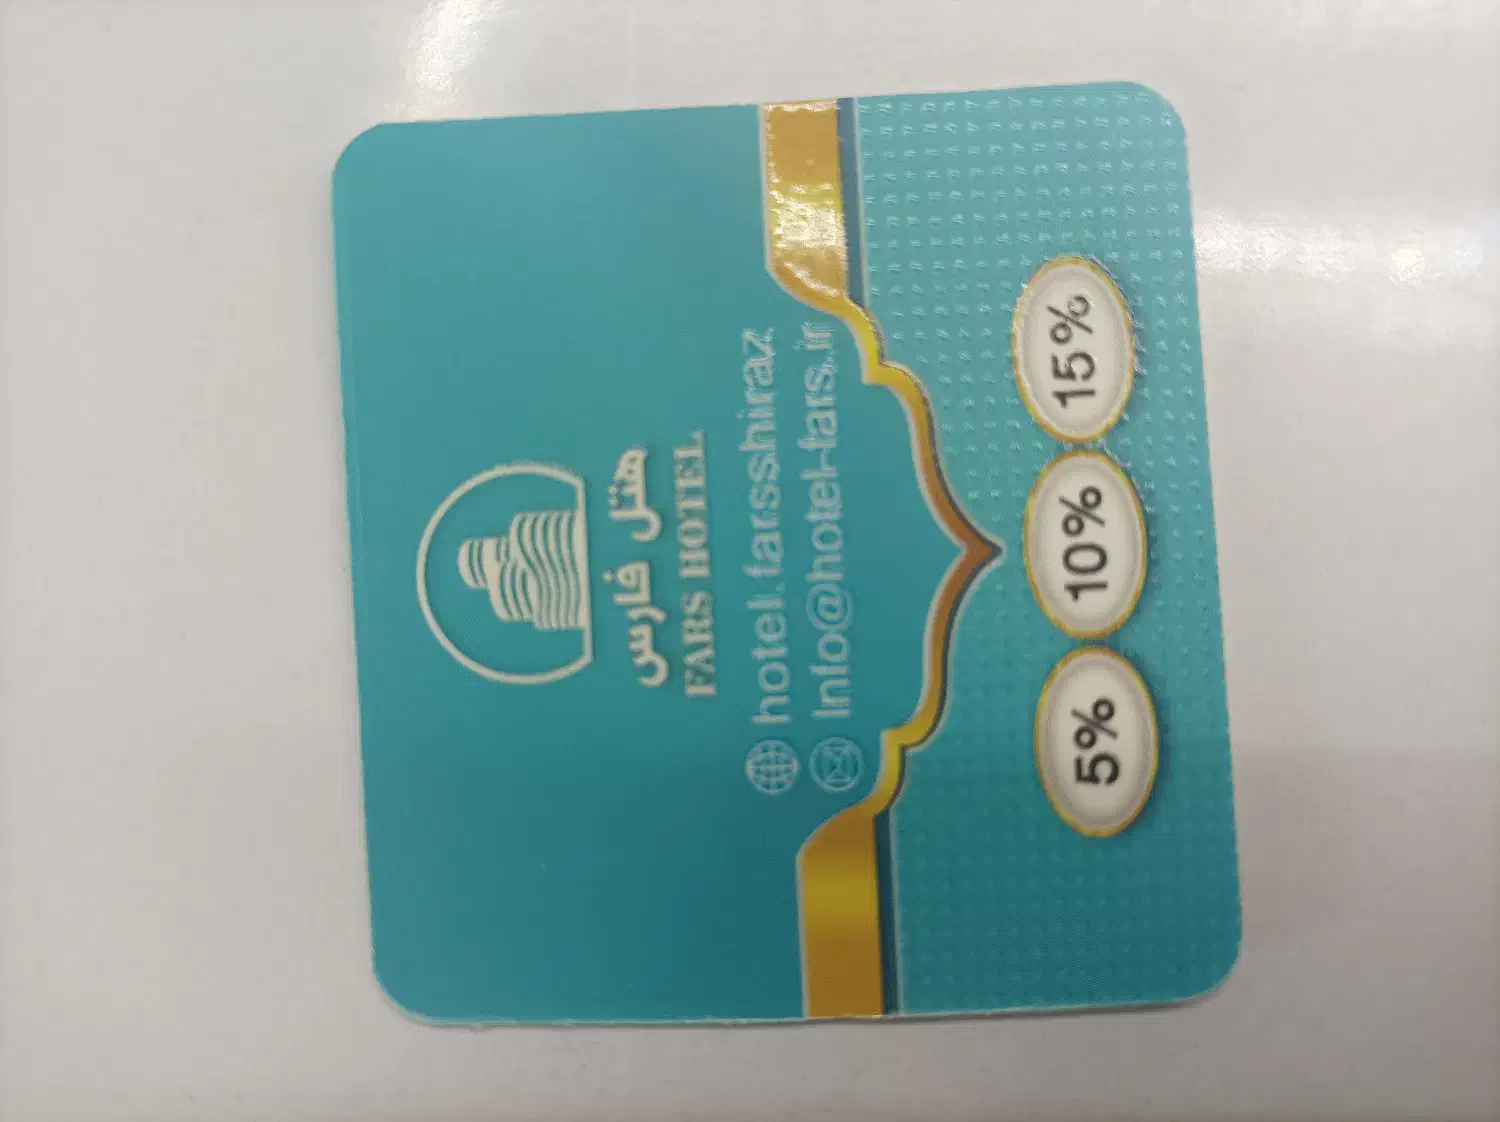 هتل فارس
FARS HOTEL
hotel.farsshiraz
Info@hotel-fars.ir
5% 10% 15%